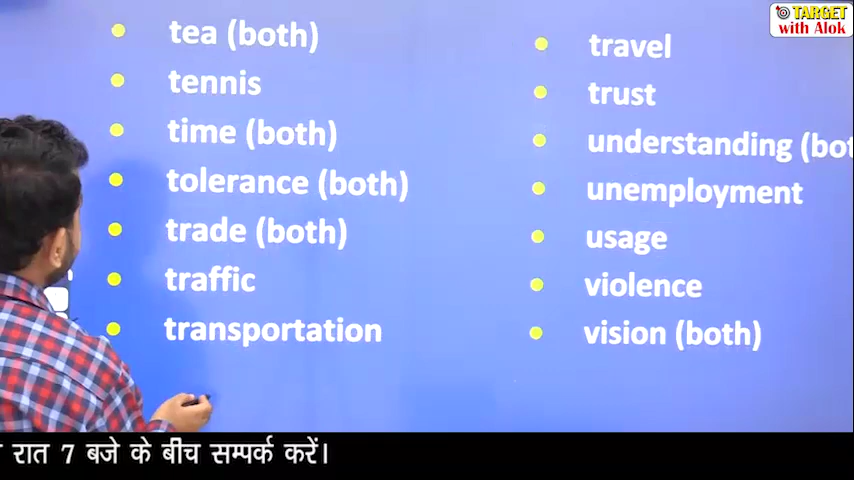 TARGET
with Alok
tea (both)
tennis
time (both)
tolerance (both)
trade (both)
traffic
transportation
travel
trust
understanding (bot
unemployment
usage
violence
vision (both)
रात 7 बजे के बीच सम्पर्क करें।